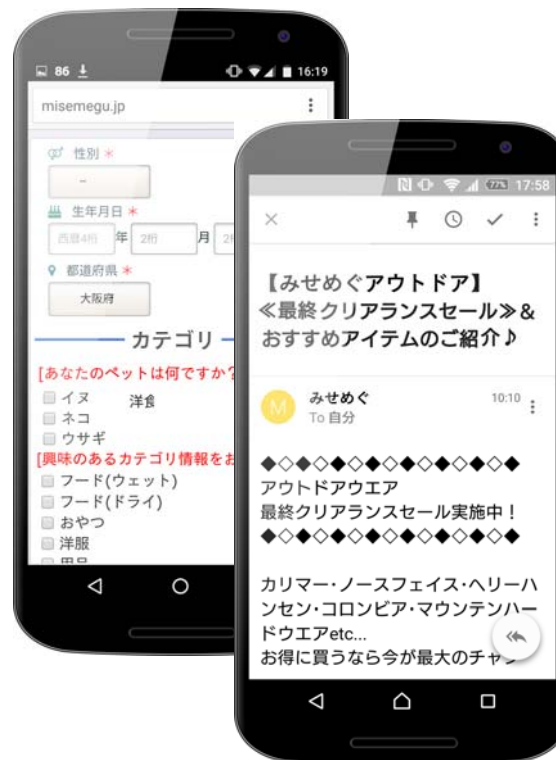 86
16:19
misemegu.jp
性別 *
--
生年月日 *
西暦4桁 年 2桁 月
都道府県 *
大阪府
カテゴリ
[あなたのペットは何ですか?
イヌ 洋食
ネコ
ウサギ
[興味のあるカテゴリ情報をお
フード(ウェット)
フード(ドライ)
おやつ
洋服
用品
77% 17:58
【みせめぐアウトドア】
≪最終クリアランスセール≫&
おすすめアイテムのご紹介♪
M
みせめぐ 10:10
To 自分
◆◇◆◇◆◇◆◇◆◇◆◇◆◇◆
アウトドアウエア
最終クリアランスセール実施中!
◆◇◆◇◆◇◆◇◆◇◆◇◆◇◆
カリマー・ノースフェイス・ヘリーハ
ンセン・コロンビア・マウンテンハー
ドウエアetc...
お得に買うなら今が最大のチャン